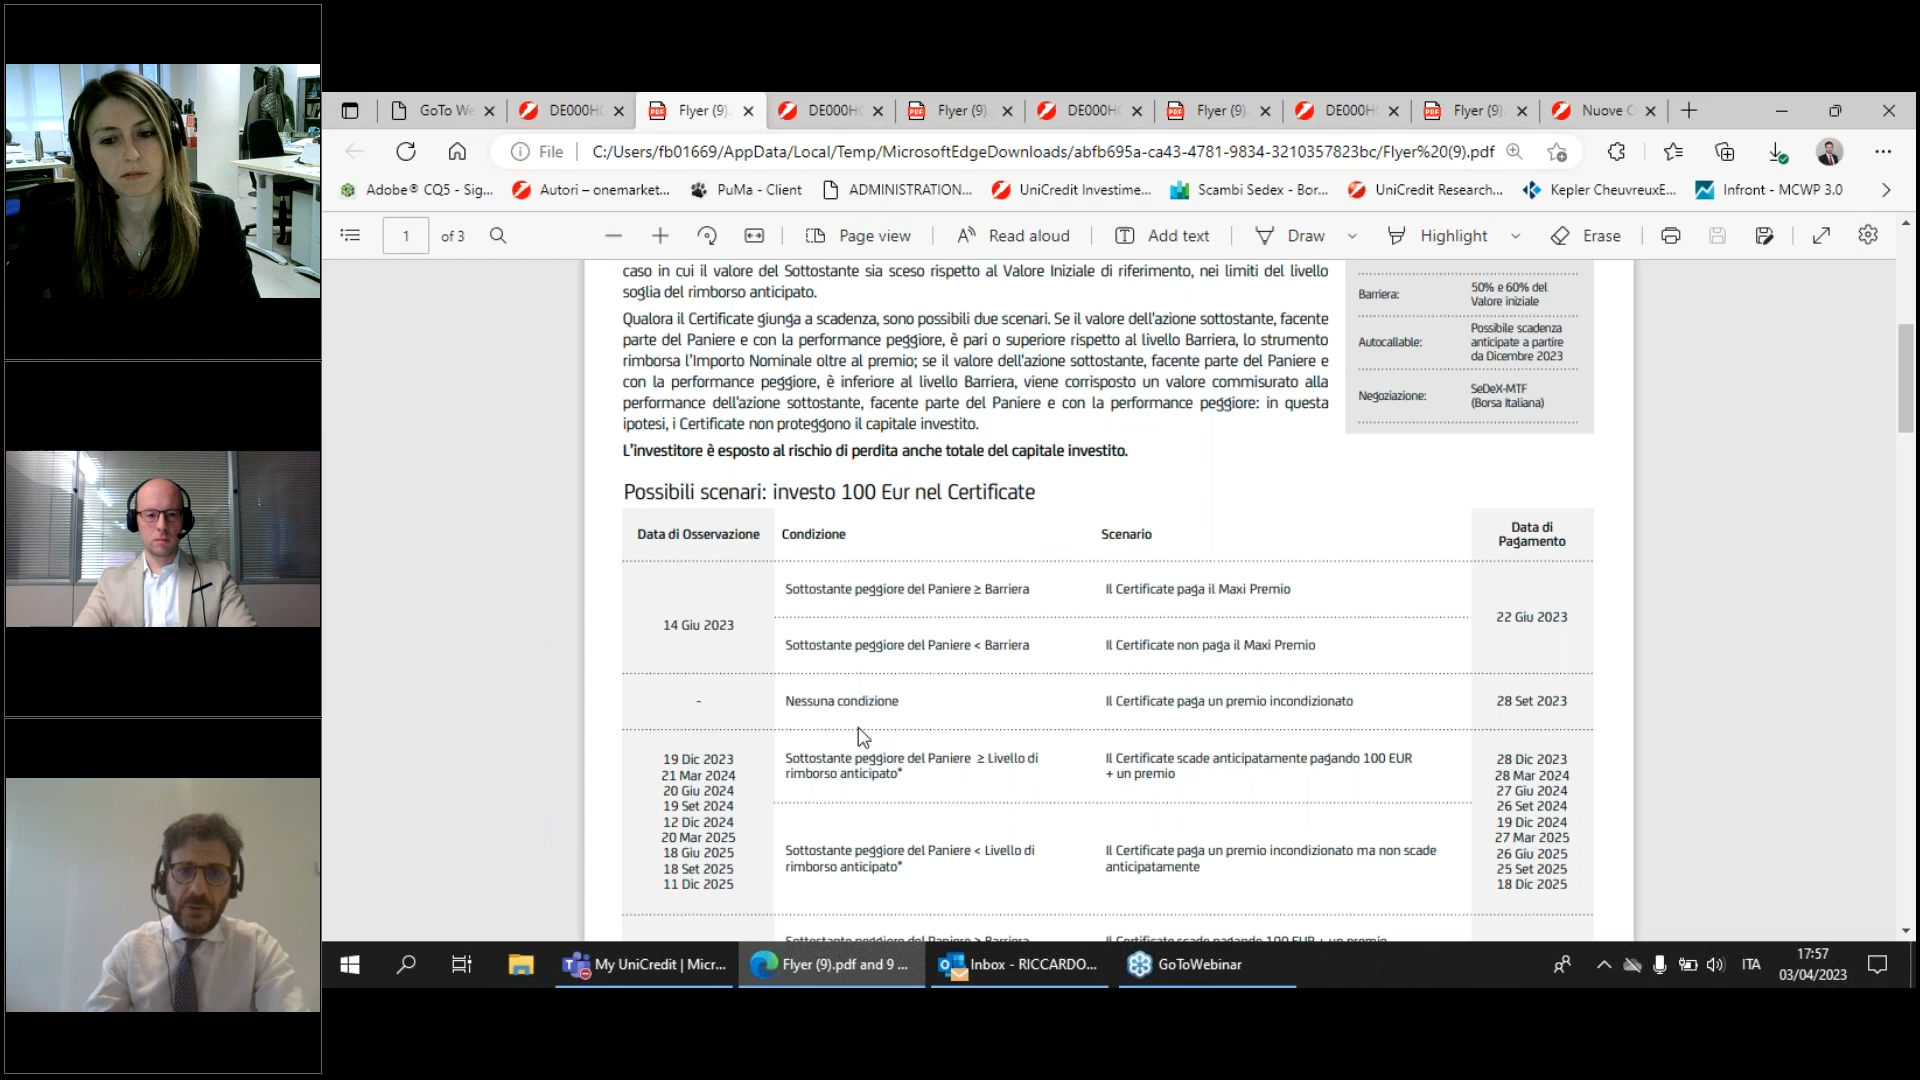 GoTo We
DE000H
Flyer (9).
DE000H
Flyer (9).
DE000H
Flyer (9).
DE000H
Flyer (9).
Nuove C
File
C:/Users/fb01669/AppData/Local/Temp/MicrosoftEdgeDownloads/abfb695a-ca43-4781-9834-3210357823bc/Flyer%20(9).pdf
Adobe® CQ5 - Sig...
Autori – onemarket...
PuMa - Client
ADMINISTRATION...
UniCredit Investime...
Scambi Sedex - Bor...
UniCredit Research...
Kepler CheuvreuxE...
Infront - MCWP 3.0
1 of 3
Page view
Read aloud
Add text
Draw
Highlight
Erase
caso in cui il valore del Sottostante sia sceso rispetto al Valore Iniziale di riferimento, nei limiti del livello
soglia del rimborso anticipato.
Qualora il Certificate giunga a scadenza, sono possibili due scenari. Se il valore dell'azione sottostante, facente
parte del Paniere e con la performance peggiore, è pari o superiore rispetto al livello Barriera, lo strumento
rimborsa l'Importo Nominale oltre al premio; se il valore dell'azione sottostante, facente parte del Paniere e
con la performance peggiore, è inferiore al livello Barriera, viene corrisposto un valore commisurato alla
performance dell'azione sottostante, facente parte del Paniere e con la performance peggiore: in questa
ipotesi, i Certificate non proteggono il capitale investito.
L'investitore è esposto al rischio di perdita anche totale del capitale investito.
Barriera:
50% e 60% del
Valore iniziale
Autocallable:
Possibile scadenza
anticipate a partire
da Dicembre 2023
Negoziazione:
SeDeX-MTF
(Borsa Italiana)
Possibili scenari: investo 100 Eur nel Certificate
Data di Osservazione
Condizione
Scenario
Data di
Pagamento
14 Giu 2023
Sottostante peggiore del Paniere ≥ Barriera
Il Certificate paga il Maxi Premio
Sottostante peggiore del Paniere < Barriera
Il Certificate non paga il Maxi Premio
22 Giu 2023
-
Nessuna condizione
Il Certificate paga un premio incondizionato
28 Set 2023
19 Dic 2023
21 Mar 2024
20 Giu 2024
19 Set 2024
12 Dic 2024
20 Mar 2025
18 Giu 2025
18 Set 2025
11 Dic 2025
Sottostante peggiore del Paniere ≥ Livello di
rimborso anticipato*
Il Certificate scade anticipatamente pagando 100 EUR
+ un premio
Sottostante peggiore del Paniere < Livello di
rimborso anticipato*
Il Certificate paga un premio incondizionato ma non scade
anticipatamente
28 Dic 2023
28 Mar 2024
27 Giu 2024
26 Set 2024
19 Dic 2024
27 Mar 2025
26 Giu 2025
25 Set 2025
18 Dic 2025
Sottostante peggiore del Paniere ≥ Barriera
Il Certificate scade pagando 100 EUR + un premio
My UniCredit | Micr...
Flyer (9).pdf and 9 ...
Inbox - RICCARDO...
GoToWebinar
ITA
17:57
03/04/2023